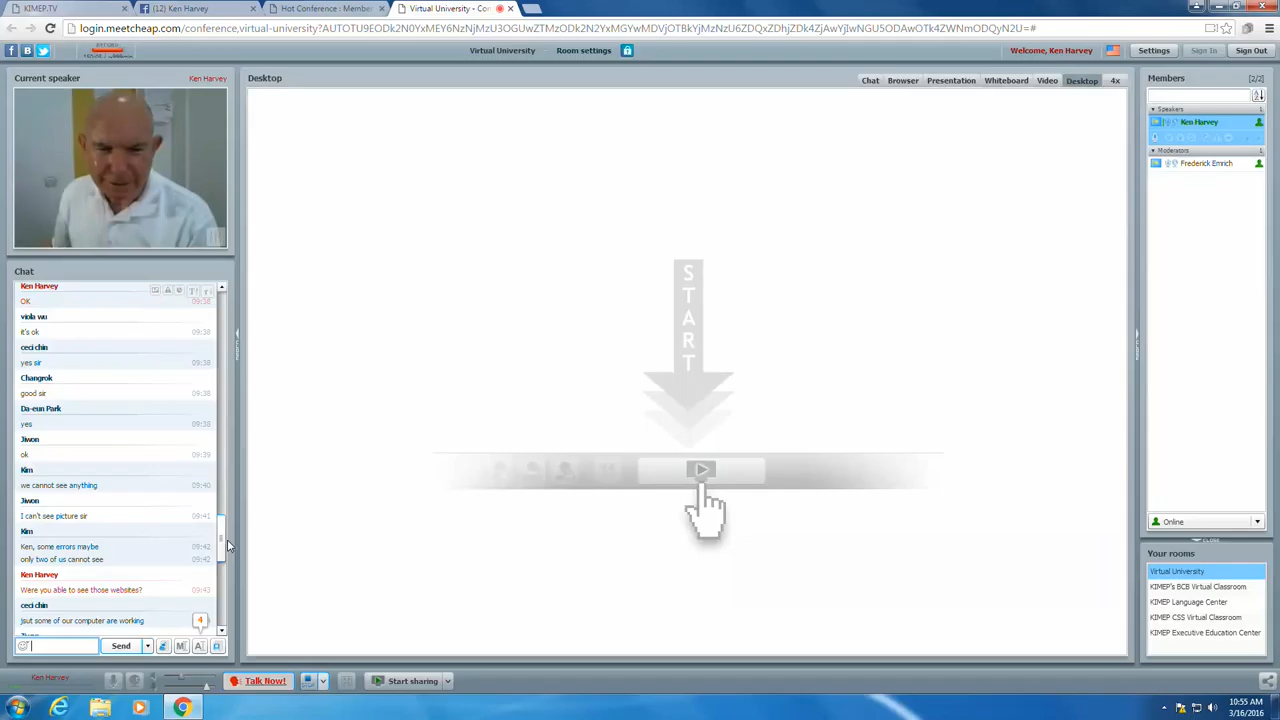 KIMEP.TV
(12) Ken Harvey
Hot Conference : Member
Virtual University - Co
Virtual University
Room settings
Welcome, Ken Harvey
Settings
Sign In
Sign Out
Current speaker
Ken Harvey
Desktop
Chat
Browser
Presentation
Whiteboard
Video
Desktop
4x
Members
[2/2]
Speakers
1
Ken Harvey
Moderators
1
Frederick Emrich
START
Chat
Ken Harvey
OK 09:38
viola wu
it's ok 09:38
ceci chin
yes sir 09:38
Changrok
good sir 09:38
Da-eun Park
yes 09:38
Jiwon
ok 09:39
Kim
we cannot see anything 09:40
Jiwon
I can't see picture sir 09:41
Kim
Ken, some errors maybe 09:42
only two of us cannot see 09:42
Ken Harvey
Were you able to see those websites? 09:43
ceci chin
jsut some of our computer are working
4
Send
Online
CLOSE
Your rooms
Virtual University
KIMEP's BCB Virtual Classroom
KIMEP Language Center
KIMEP CSS Virtual Classroom
KIMEP Executive Education Center
Ken Harvey
Talk Now!
Start sharing
10:55 AM
3/16/2016